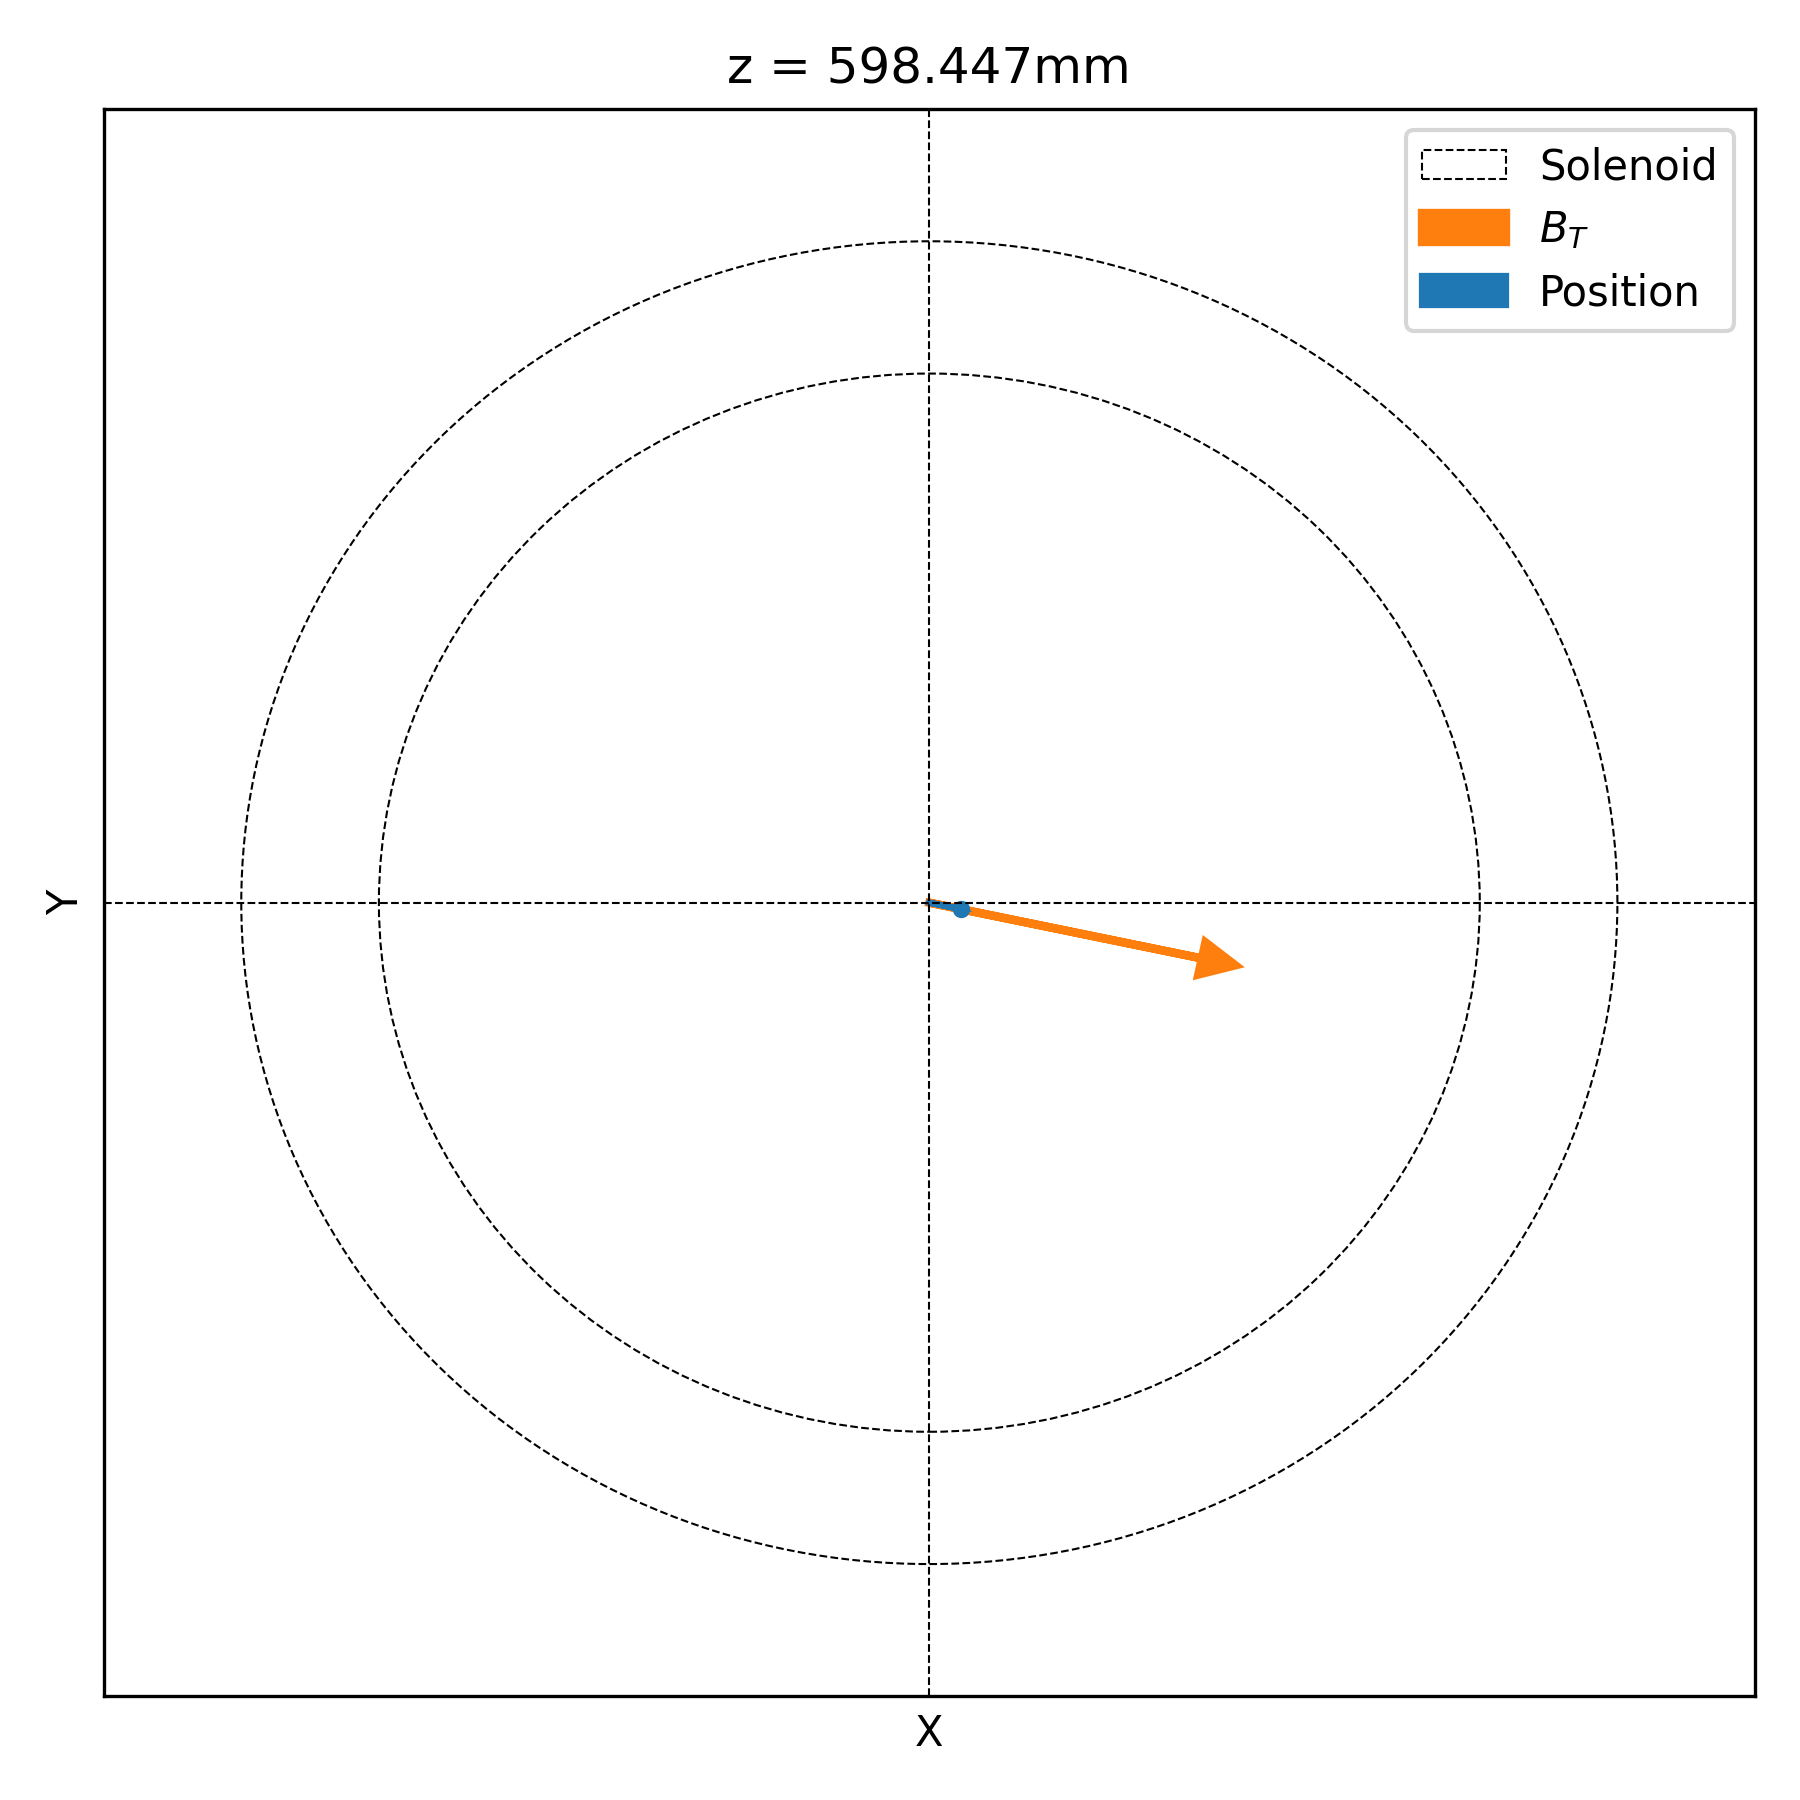 z = 598.447mm
Solenoid
B_T
Position
Y
X